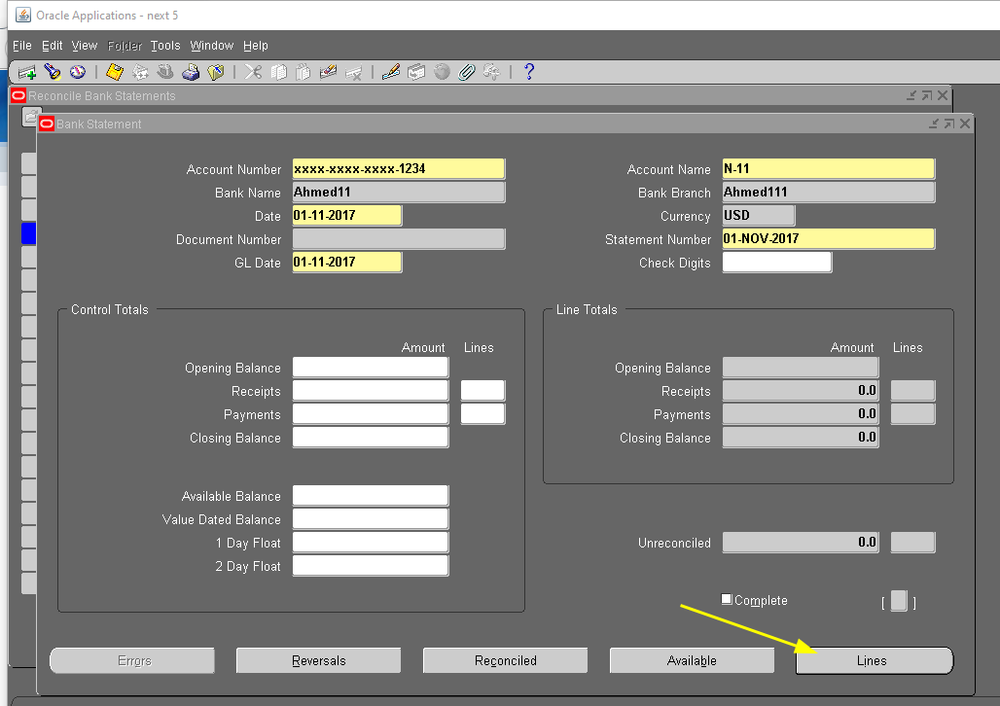 Oracle Applications - next 5
File Edit View Folder Tools Window Help
Reconcile Bank Statements
Bank Statement
Account Number xxxx-xxxx-xxxx-1234 Account Name N-11
Bank Name Ahmed11 Bank Branch Ahmed111
Date 01-11-2017 Currency USD
Document Number Statement Number 01-NOV-2017
GL Date 01-11-2017 Check Digits
Control Totals Line Totals
Amount Lines Amount Lines
Opening Balance Opening Balance
Receipts Receipts 0.0
Payments Payments 0.0
Closing Balance Closing Balance 0.0
Available Balance
Value Dated Balance
1 Day Float Unreconciled 0.0
2 Day Float
Complete [ ]
Errors Reversals Reconciled Available Lines